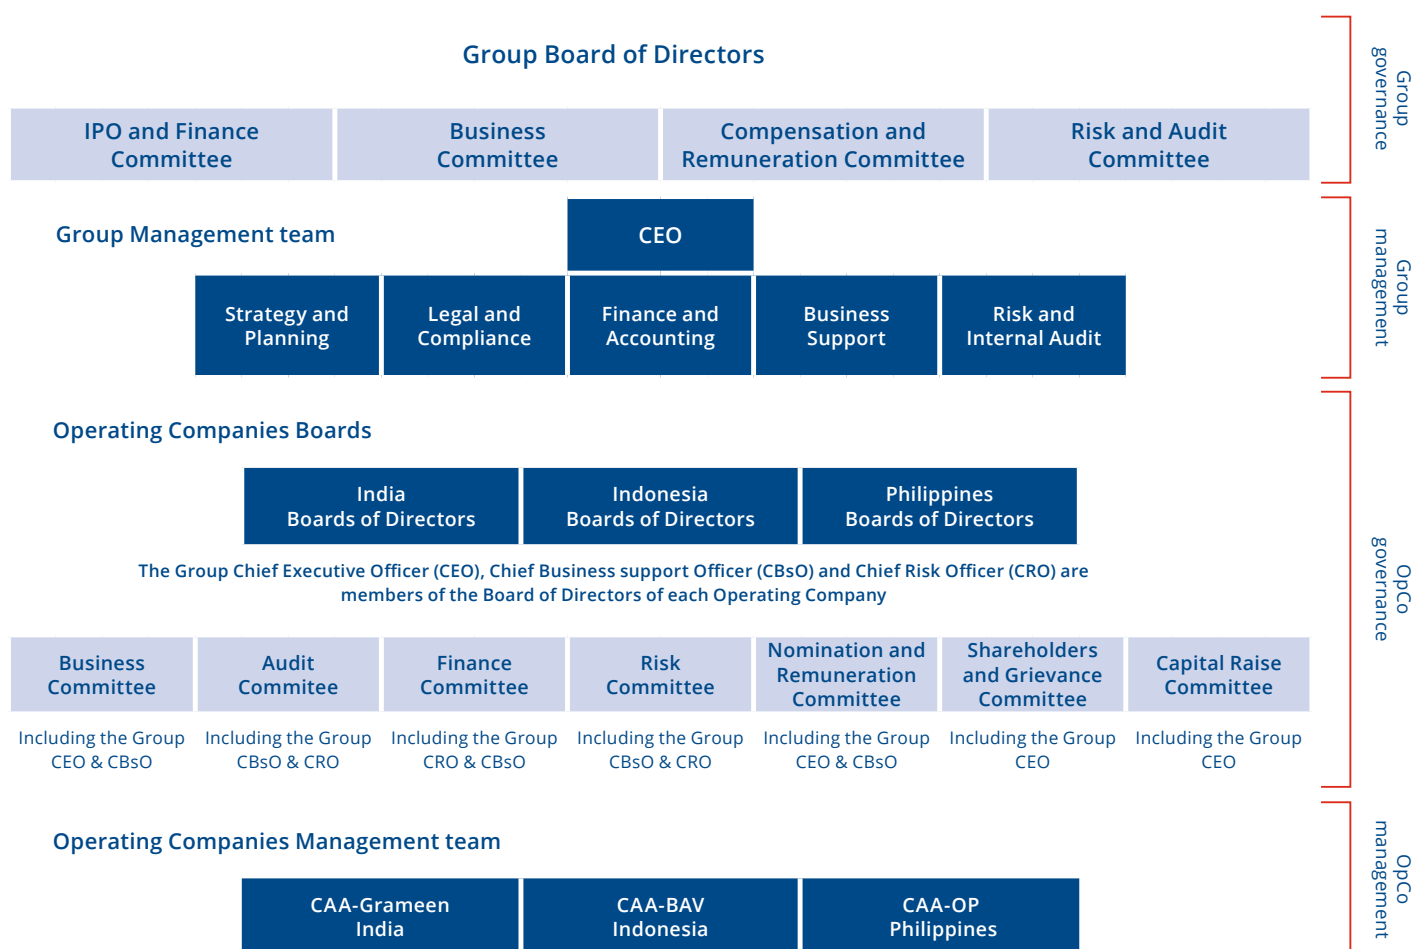 Group Board of Directors
Group
governance
IPO and Finance
Committee
Business
Committee
Compensation and
Remuneration Committee
Risk and Audit
Committee
Group Management team
CEO
Group
management
Strategy and
Planning
Legal and
Compliance
Finance and
Accounting
Business
Support
Risk and
Internal Audit
Operating Companies Boards
India
Boards of Directors
Indonesia
Boards of Directors
Philippines
Boards of Directors
The Group Chief Executive Officer (CEO), Chief Business support Officer (CBsO) and Chief Risk Officer (CRO) are
members of the Board of Directors of each Operating Company
OpCo
governance
Business
Committee
Audit
Commitee
Finance
Committee
Risk
Committee
Nomination and
Remuneration
Committee
Shareholders
and Grievance
Committee
Capital Raise
Committee
Including the Group
CEO & CBsO
Including the Group
CBsO & CRO
Including the Group
CRO & CBsO
Including the Group
CBsO & CRO
Including the Group
CEO & CBsO
Including the Group
CEO
Including the Group
CEO
Operating Companies Management team
OpCo
management
CAA-Grameen
India
CAA-BAV
Indonesia
CAA-OP
Philippines